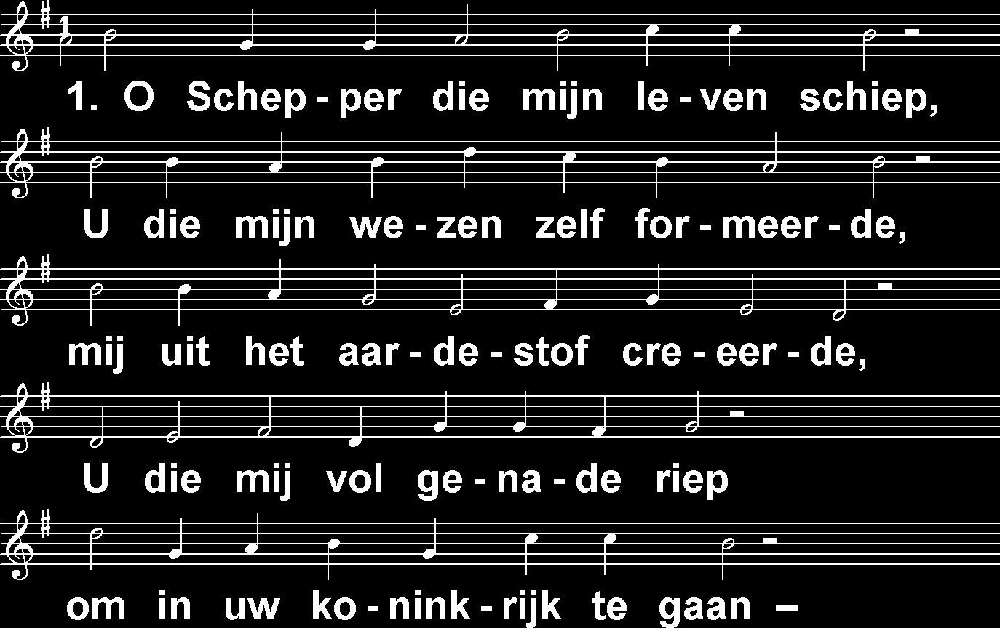 1
1. O Schep - per die mijn le - ven schiep,
U die mijn we - zen zelf for - meer - de,
mij uit het aar - de - stof cre - eer - de,
U die mij vol ge - na - de riep
om in uw ko - nink - rijk te gaan –